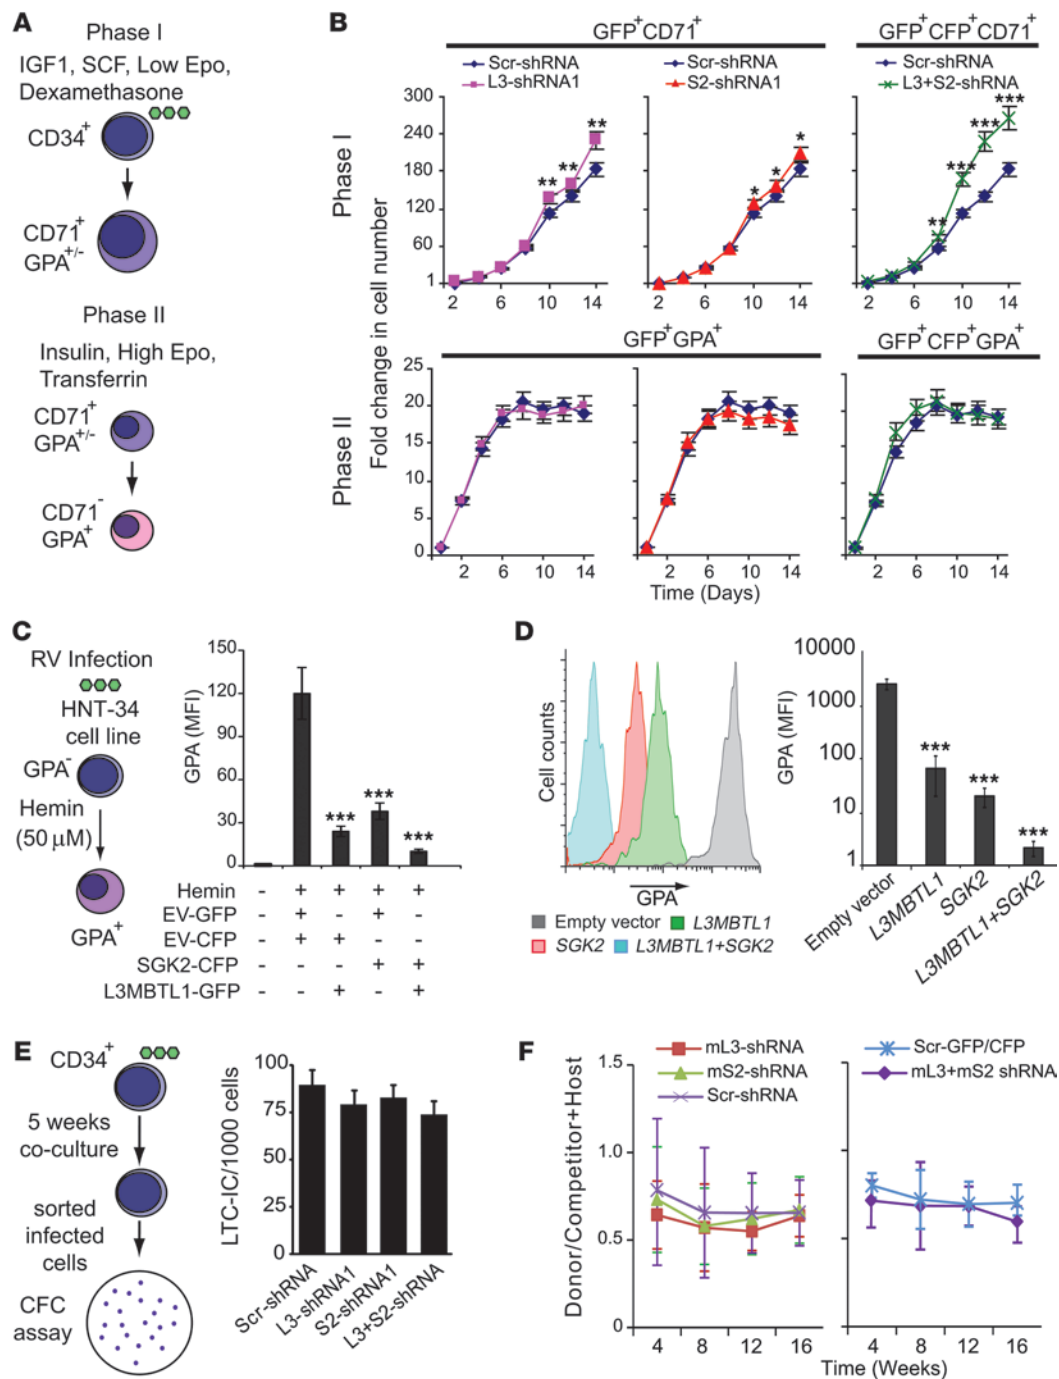 A
Phase I
IGF1, SCF, Low Epo,
Dexamethasone
CD34+
CD71+
GPA+/-
Phase II
Insulin, High Epo,
Transferrin
CD71+
GPA+/-
CD71-
GPA+
B
GFP+CD71+
GFP+CFP+CD71+
Scr-shRNA
L3-shRNA1
Scr-shRNA
S2-shRNA1
Scr-shRNA
L3+S2-shRNA
Phase I
Phase II
Fold change in cell number
300
240
180
120
60
1
** ** **
* * *
** *** *** ***
2 6 10 14
2 6 10 14
2 6 10 14
GFP+GPA+
GFP+CFP+GPA+
25
20
15
10
5
0
2 6 10 14
2 6 10 14
2 6 10 14
Time (Days)
C
RV Infection
HNT-34
cell line
GPA-
Hemin
(50 µM)
GPA+
GPA (MFI)
150
120
90
60
30
0
*** *** ***
Hemin - + + + +
EV-GFP - + +
EV-CFP - + +
SGK2-CFP - + +
L3MBTL1-GFP - + +
D
Cell counts
GPA
Empty vector
L3MBTL1
SGK2
L3MBTL1+SGK2
GPA (MFI)
10000
1000
100
10
1
*** *** ***
Empty vector
L3MBTL1
SGK2
L3MBTL1+SGK2
E
CD34+
5 weeks
co-culture
sorted
infected
cells
CFC
assay
LTC-IC/1000 cells
100
75
50
25
0
Scr-shRNA
L3-shRNA1
S2-shRNA1
L3+S2-shRNA
F
mL3-shRNA
mS2-shRNA
Scr-shRNA
Scr-GFP/CFP
mL3+mS2 shRNA
Donor/Competitor+Host
1.5
1.0
0.5
0
4 8 12 16
4 8 12 16
Time (Weeks)